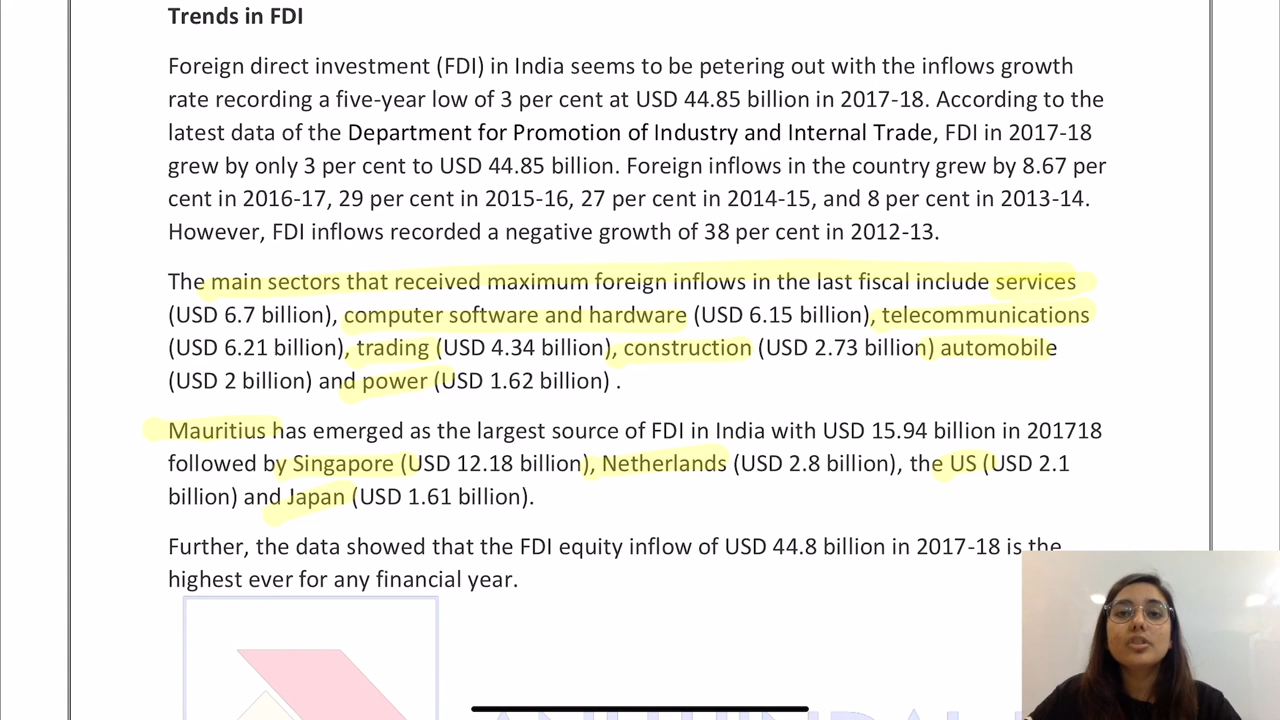 Trends in FDI
Foreign direct investment (FDI) in India seems to be petering out with the inflows growth
rate recording a five-year low of 3 per cent at USD 44.85 billion in 2017-18. According to the
latest data of the Department for Promotion of Industry and Internal Trade, FDI in 2017-18
grew by only 3 per cent to USD 44.85 billion. Foreign inflows in the country grew by 8.67 per
cent in 2016-17, 29 per cent in 2015-16, 27 per cent in 2014-15, and 8 per cent in 2013-14.
However, FDI inflows recorded a negative growth of 38 per cent in 2012-13.
The main sectors that received maximum foreign inflows in the last fiscal include services
(USD 6.7 billion), computer software and hardware (USD 6.15 billion), telecommunications
(USD 6.21 billion), trading (USD 4.34 billion), construction (USD 2.73 billion) automobile
(USD 2 billion) and power (USD 1.62 billion) .
Mauritius has emerged as the largest source of FDI in India with USD 15.94 billion in 201718
followed by Singapore (USD 12.18 billion), Netherlands (USD 2.8 billion), the US (USD 2.1
billion) and Japan (USD 1.61 billion).
Further, the data showed that the FDI equity inflow of USD 44.8 billion in 2017-18 is the
highest ever for any financial year.